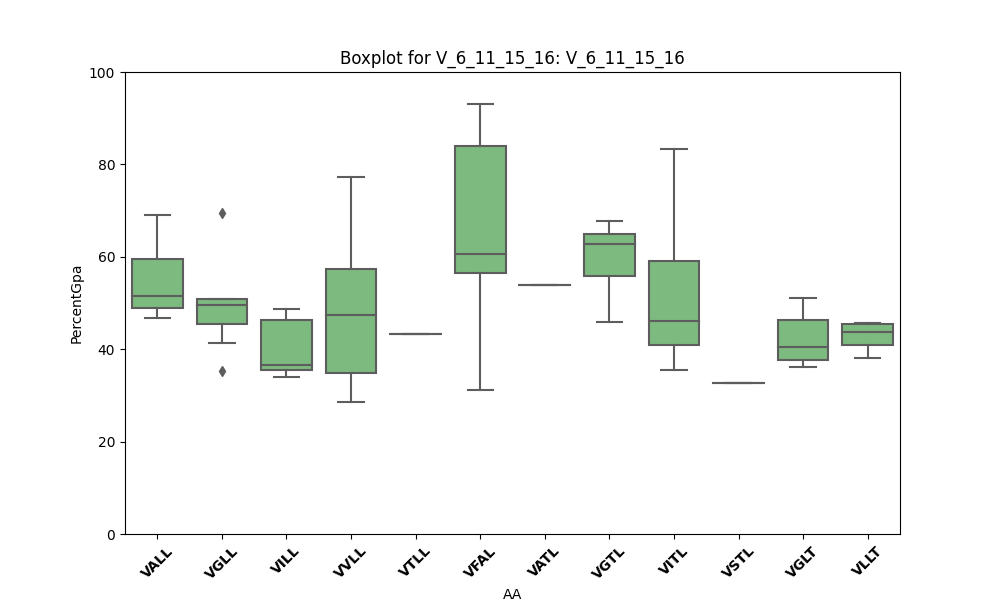 Boxplot for V_6_11_15_16: V_6_11_15_16
100
80
60
40
20
0
PercentGpa
VALL VGLL VILL VVLL VTLL VFAL VATL VGTL VITL VSTL VGLT VLLT
AA